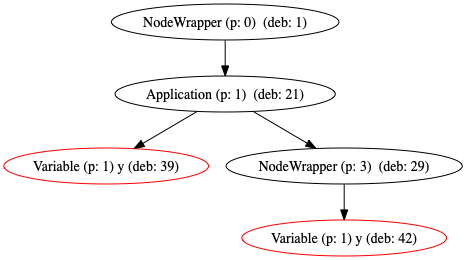 NodeWrapper (p: 0)  (deb: 1)
Application (p: 1)  (deb: 21)
Variable (p: 1) y (deb: 39)
NodeWrapper (p: 3)  (deb: 29)
Variable (p: 1) y (deb: 42)